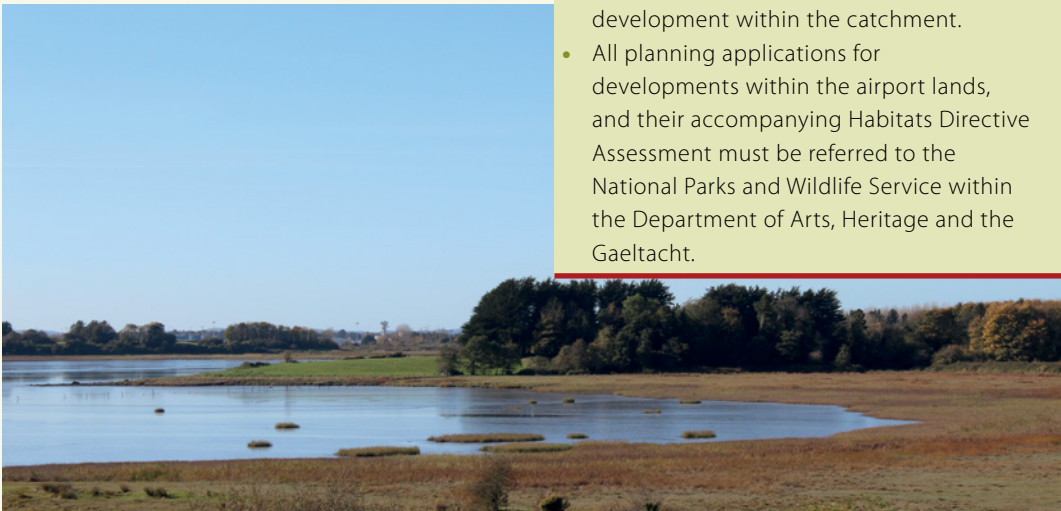 development within the catchment.
• All planning applications for
developments within the airport lands,
and their accompanying Habitats Directive
Assessment must be referred to the
National Parks and Wildlife Service within
the Department of Arts, Heritage and the
Gaeltacht.